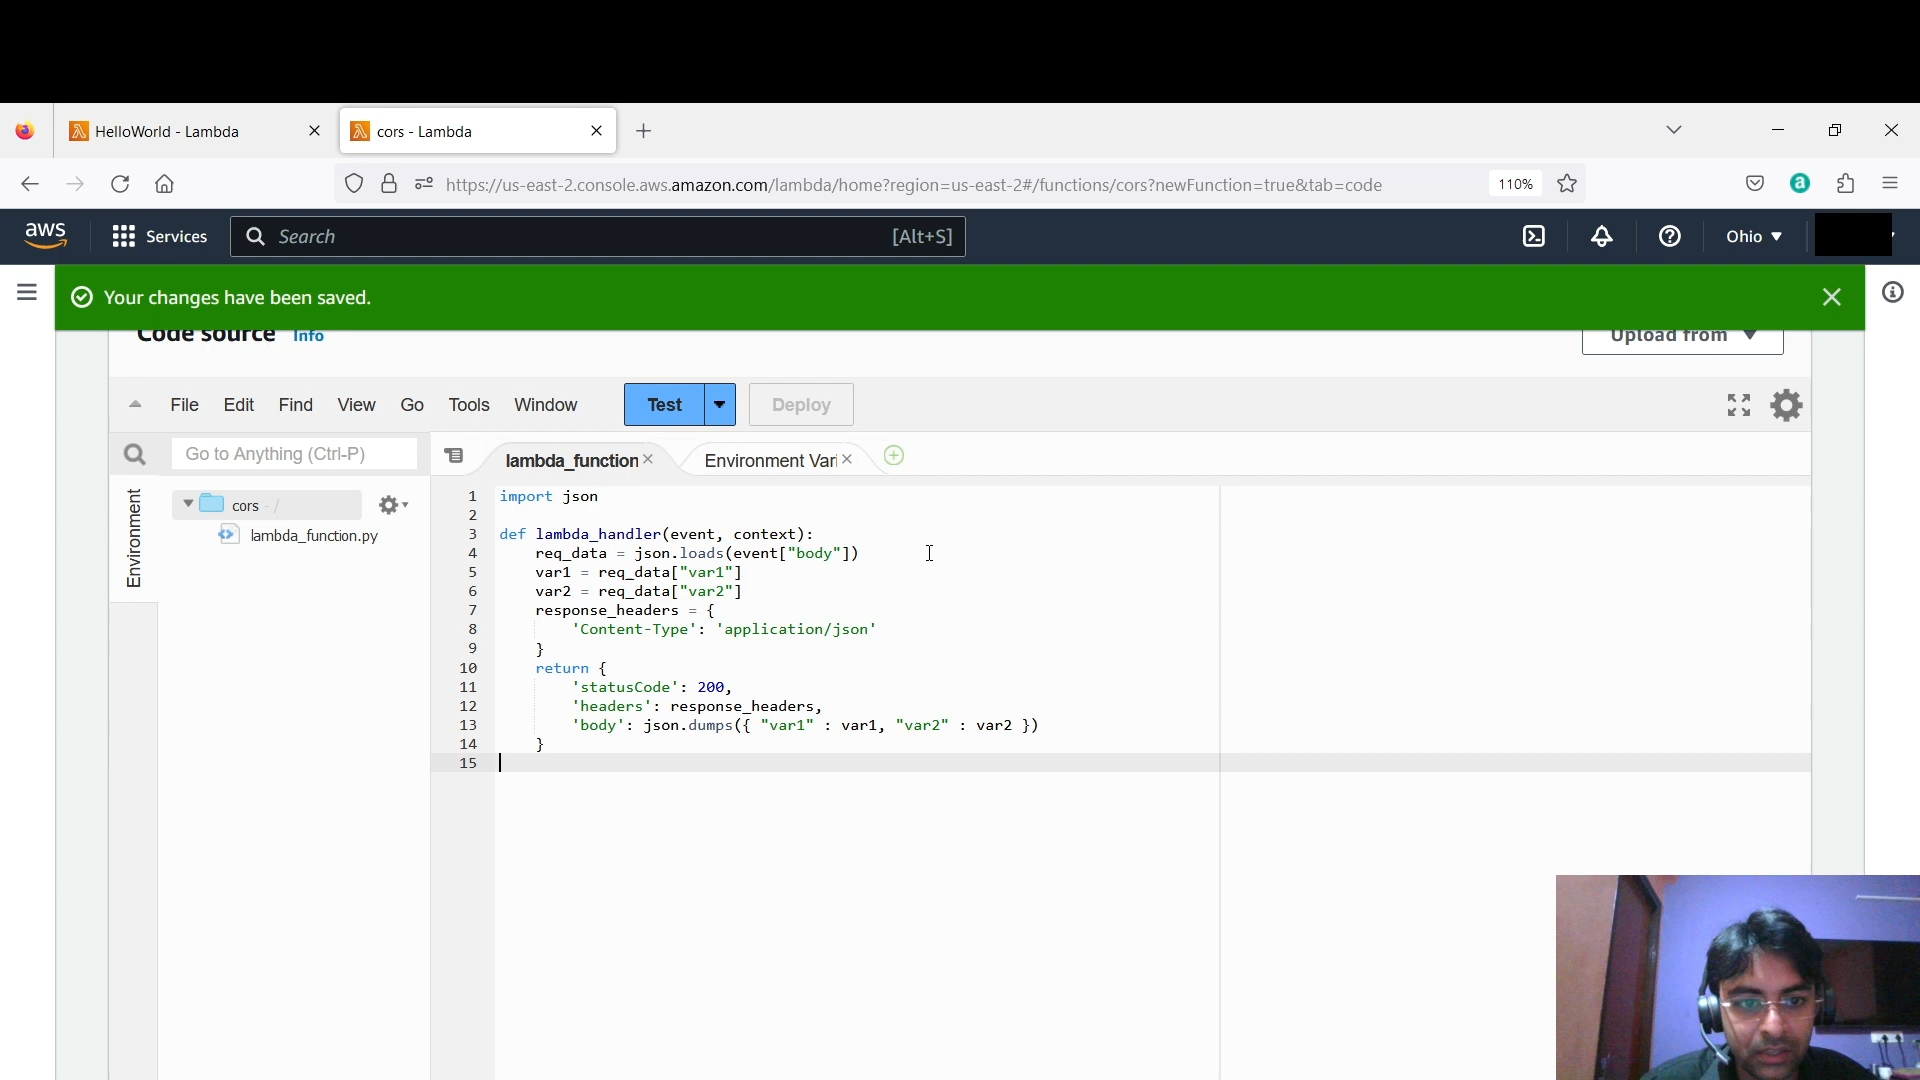 HelloWorld - Lambda
cors - Lambda
https://us-east-2.console.aws.amazon.com/lambda/home?region=us-east-2#/functions/cors?newFunction=true&tab=code
110%
a
aws
Services
Search
[Alt+S]
Ohio
Your changes have been saved.
Code source Info
Upload from
File Edit Find View Go Tools Window
Test
Deploy
Go to Anything (Ctrl-P)
lambda_function
Environment Vari
Environment
cors - /
lambda_function.py
1 import json
2
3 def lambda_handler(event, context):
4 req_data = json.loads(event["body"])
5 var1 = req_data["var1"]
6 var2 = req_data["var2"]
7 response_headers = {
8 'Content-Type': 'application/json'
9 }
10 return {
11 'statusCode': 200,
12 'headers': response_headers,
13 'body': json.dumps({ "var1" : var1, "var2" : var2 })
14 }
15